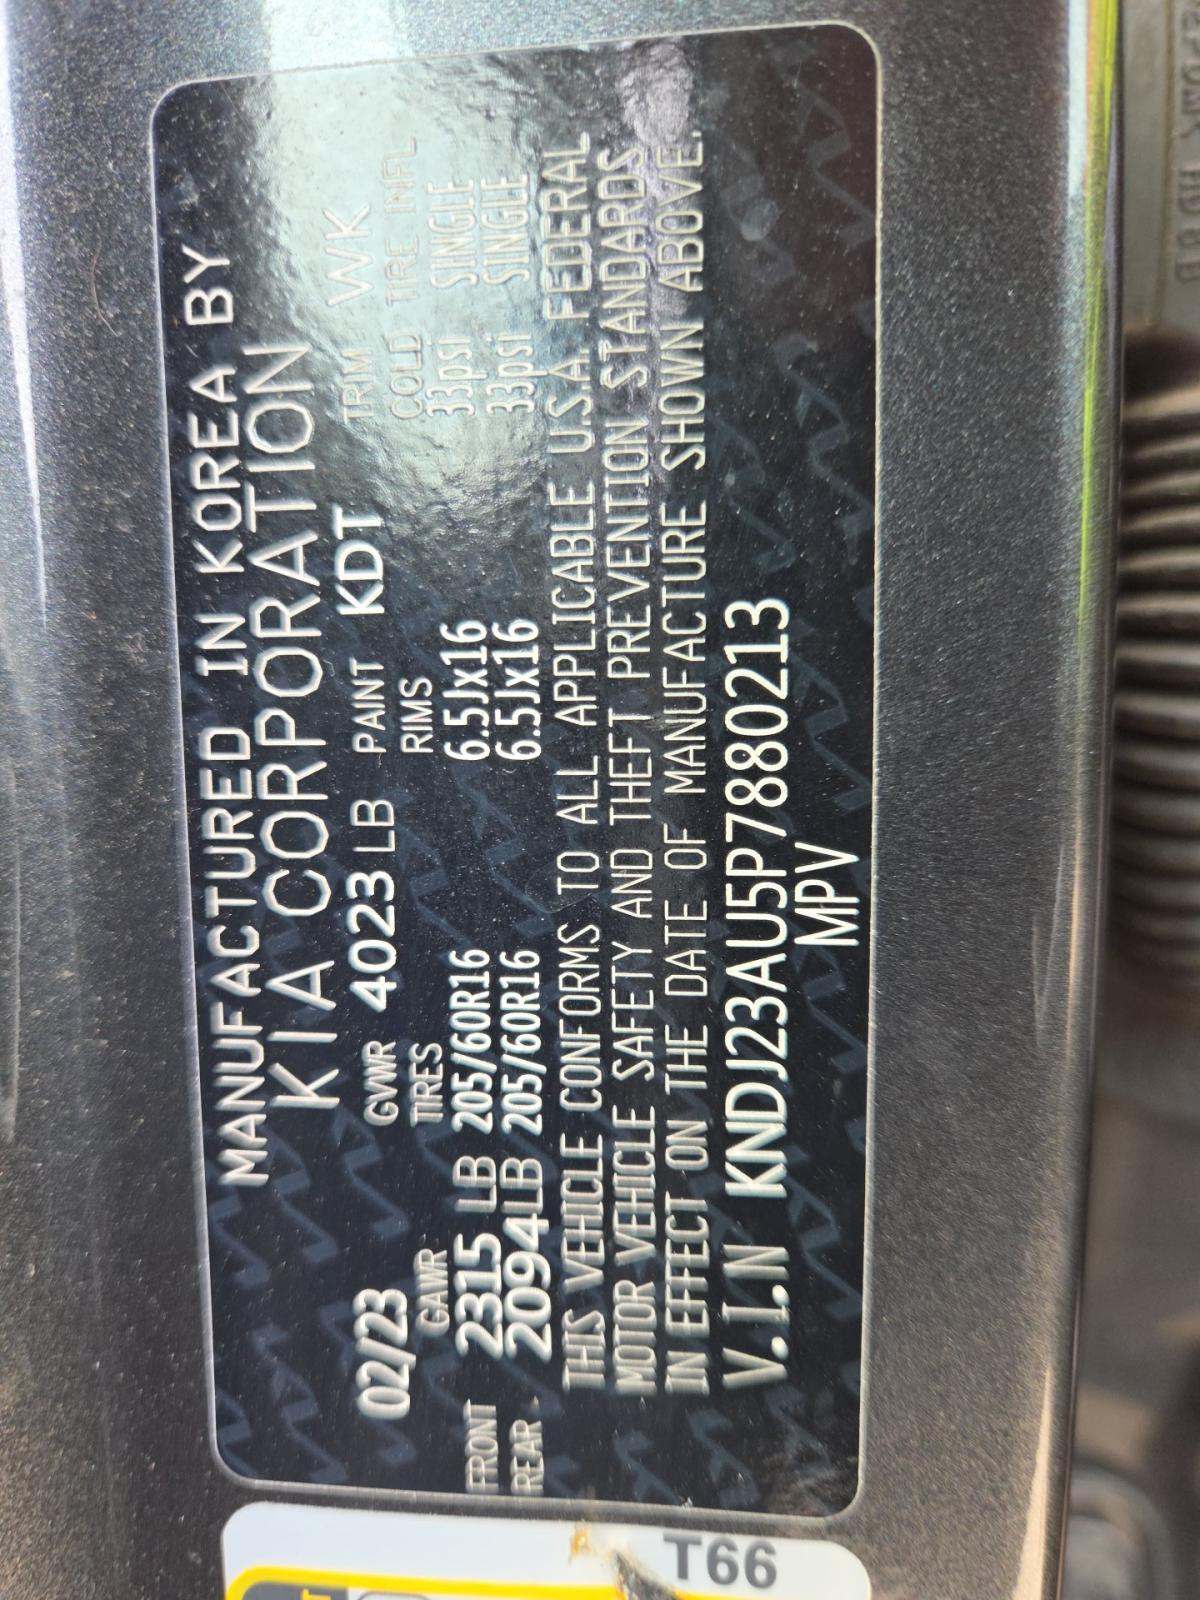 MANUFACTURED IN KOREA BY
KIA CORPORATION
02/23 GVWR 4023 LB PAINT KDT TRIM WK
GAWR TIRES RIMS COLD TIRE INFL
FRONT 2315 LB 205/60R16 6.5Jx16 33psi SINGLE
REAR 2094 LB 205/60R16 6.5Jx16 33psi SINGLE
THIS VEHICLE CONFORMS TO ALL APPLICABLE U.S.A. FEDERAL
MOTOR VEHICLE SAFETY AND THEFT PREVENTION STANDARDS
IN EFFECT ON THE DATE OF MANUFACTURE SHOWN ABOVE.
V.I.N KNDJ23AU5P7880213
MPV
T66